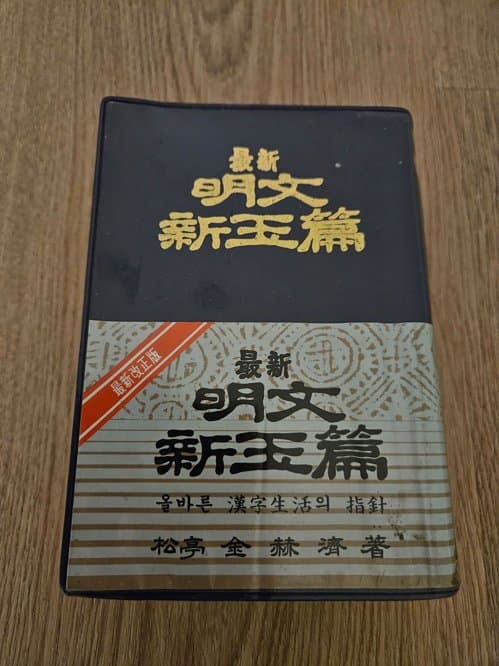 最新
明文
新玉篇
最新改正版
最新
明文
新玉篇
올바른 漢字生活의 指針
松亭 金赫濟著